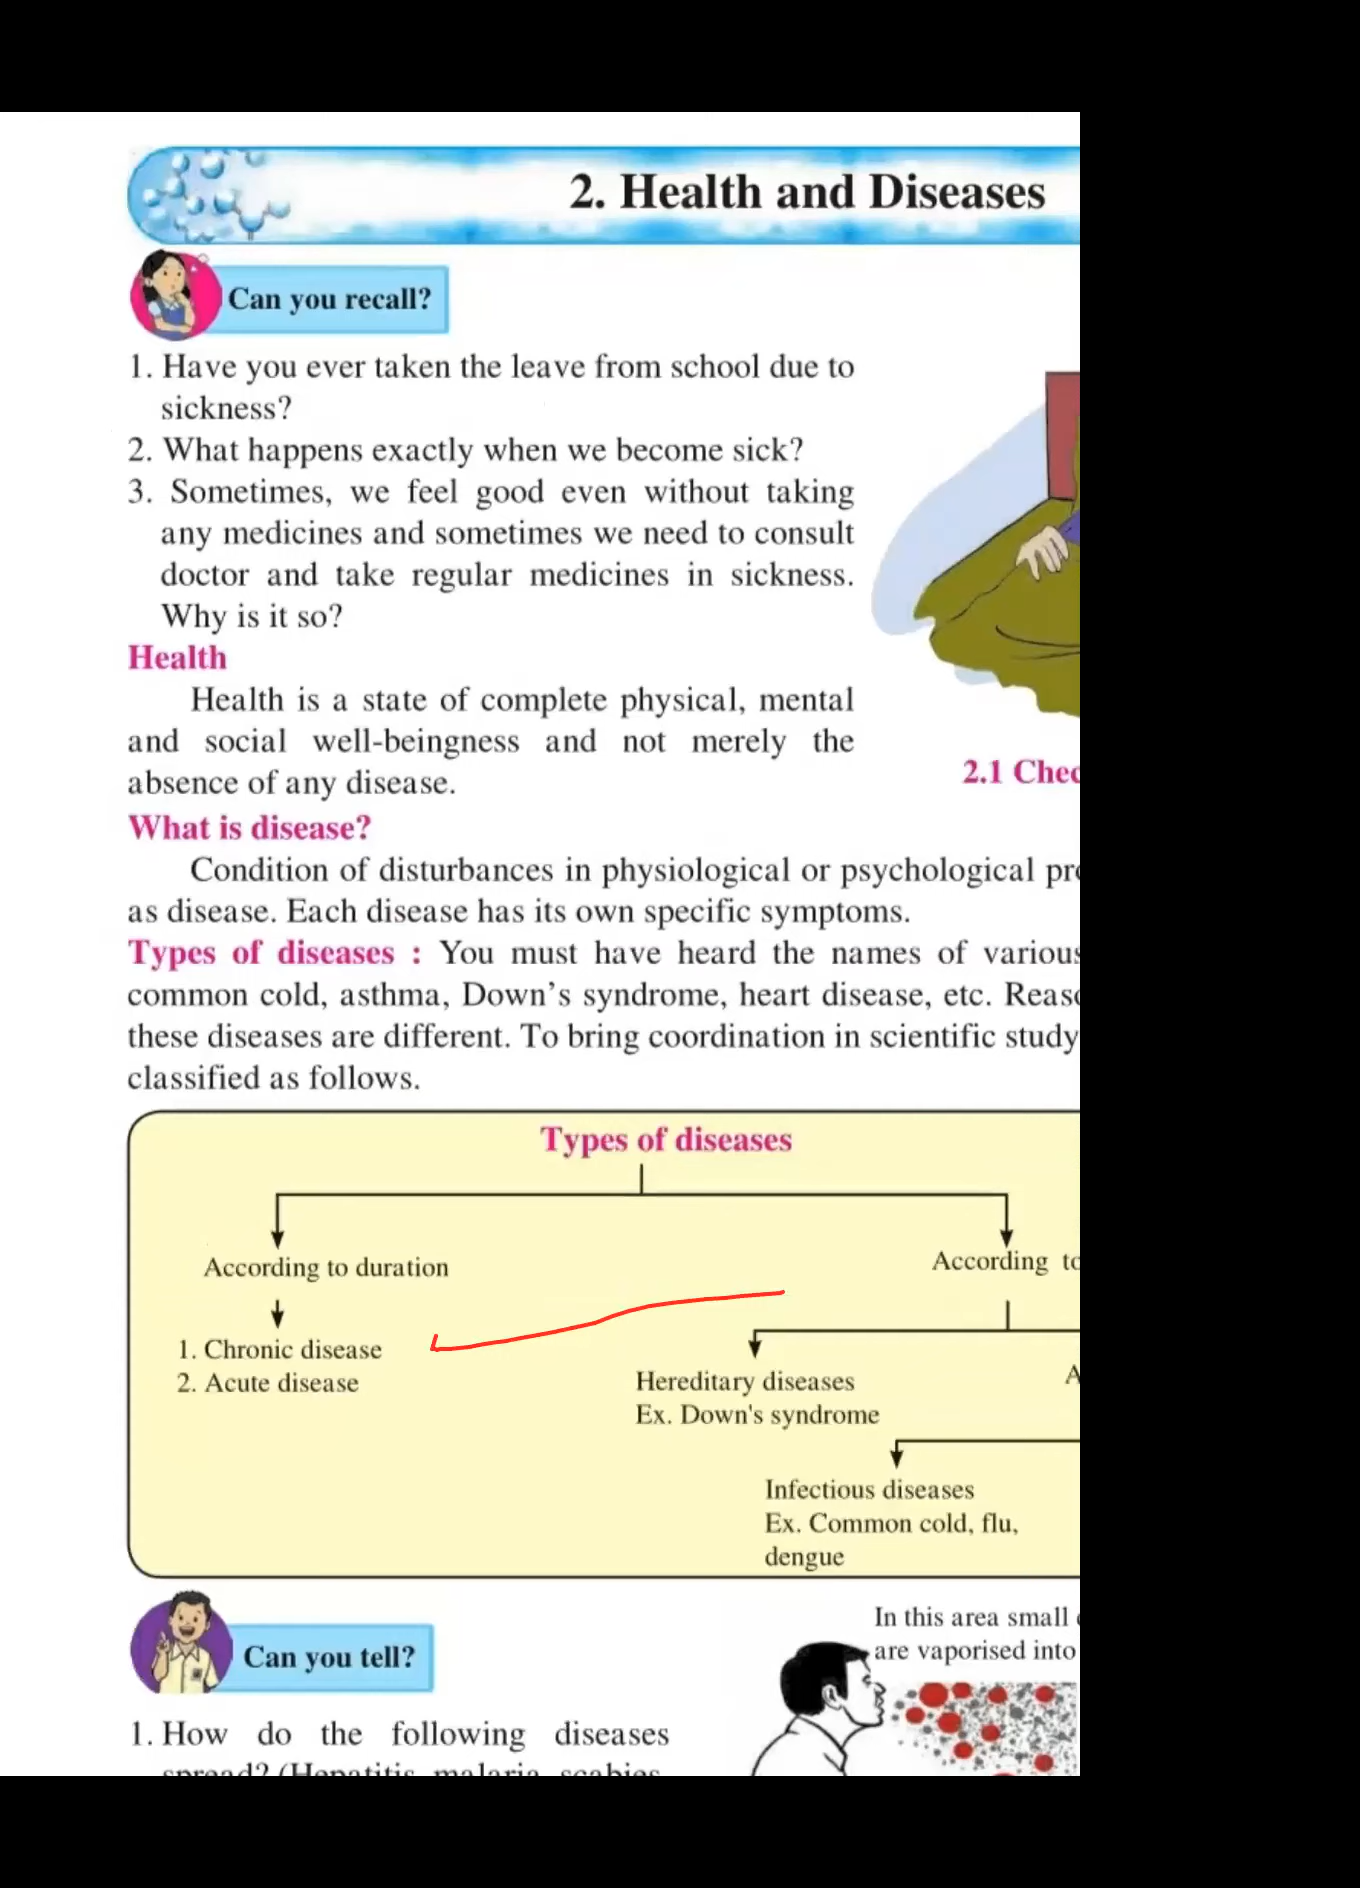 2. Health and Diseases
Can you recall?
1. Have you ever taken the leave from school due to
sickness?
2. What happens exactly when we become sick?
3. Sometimes, we feel good even without taking
any medicines and sometimes we need to consult
doctor and take regular medicines in sickness.
Why is it so?
Health
Health is a state of complete physical, mental
and social well-beingness and not merely the
absence of any disease.
2.1
What is disease?
Condition of disturbances in physiological or psychological
as disease. Each disease has its own specific symptoms.
Types of diseases : You must have heard the names of various
common cold, asthma, Down's syndrome, heart disease, etc.
these diseases are different. To bring coordination in scientific study
classified as follows.
Types of diseases
According to duration
According to
1. Chronic disease
2. Acute disease
Hereditary diseases
Ex. Down's syndrome
Infectious diseases
Ex. Common cold, flu,
dengue
In this area small
are vaporised into
Can you tell?
1. How do the following diseases
spread? (Hepatitis, malaria, scabies,